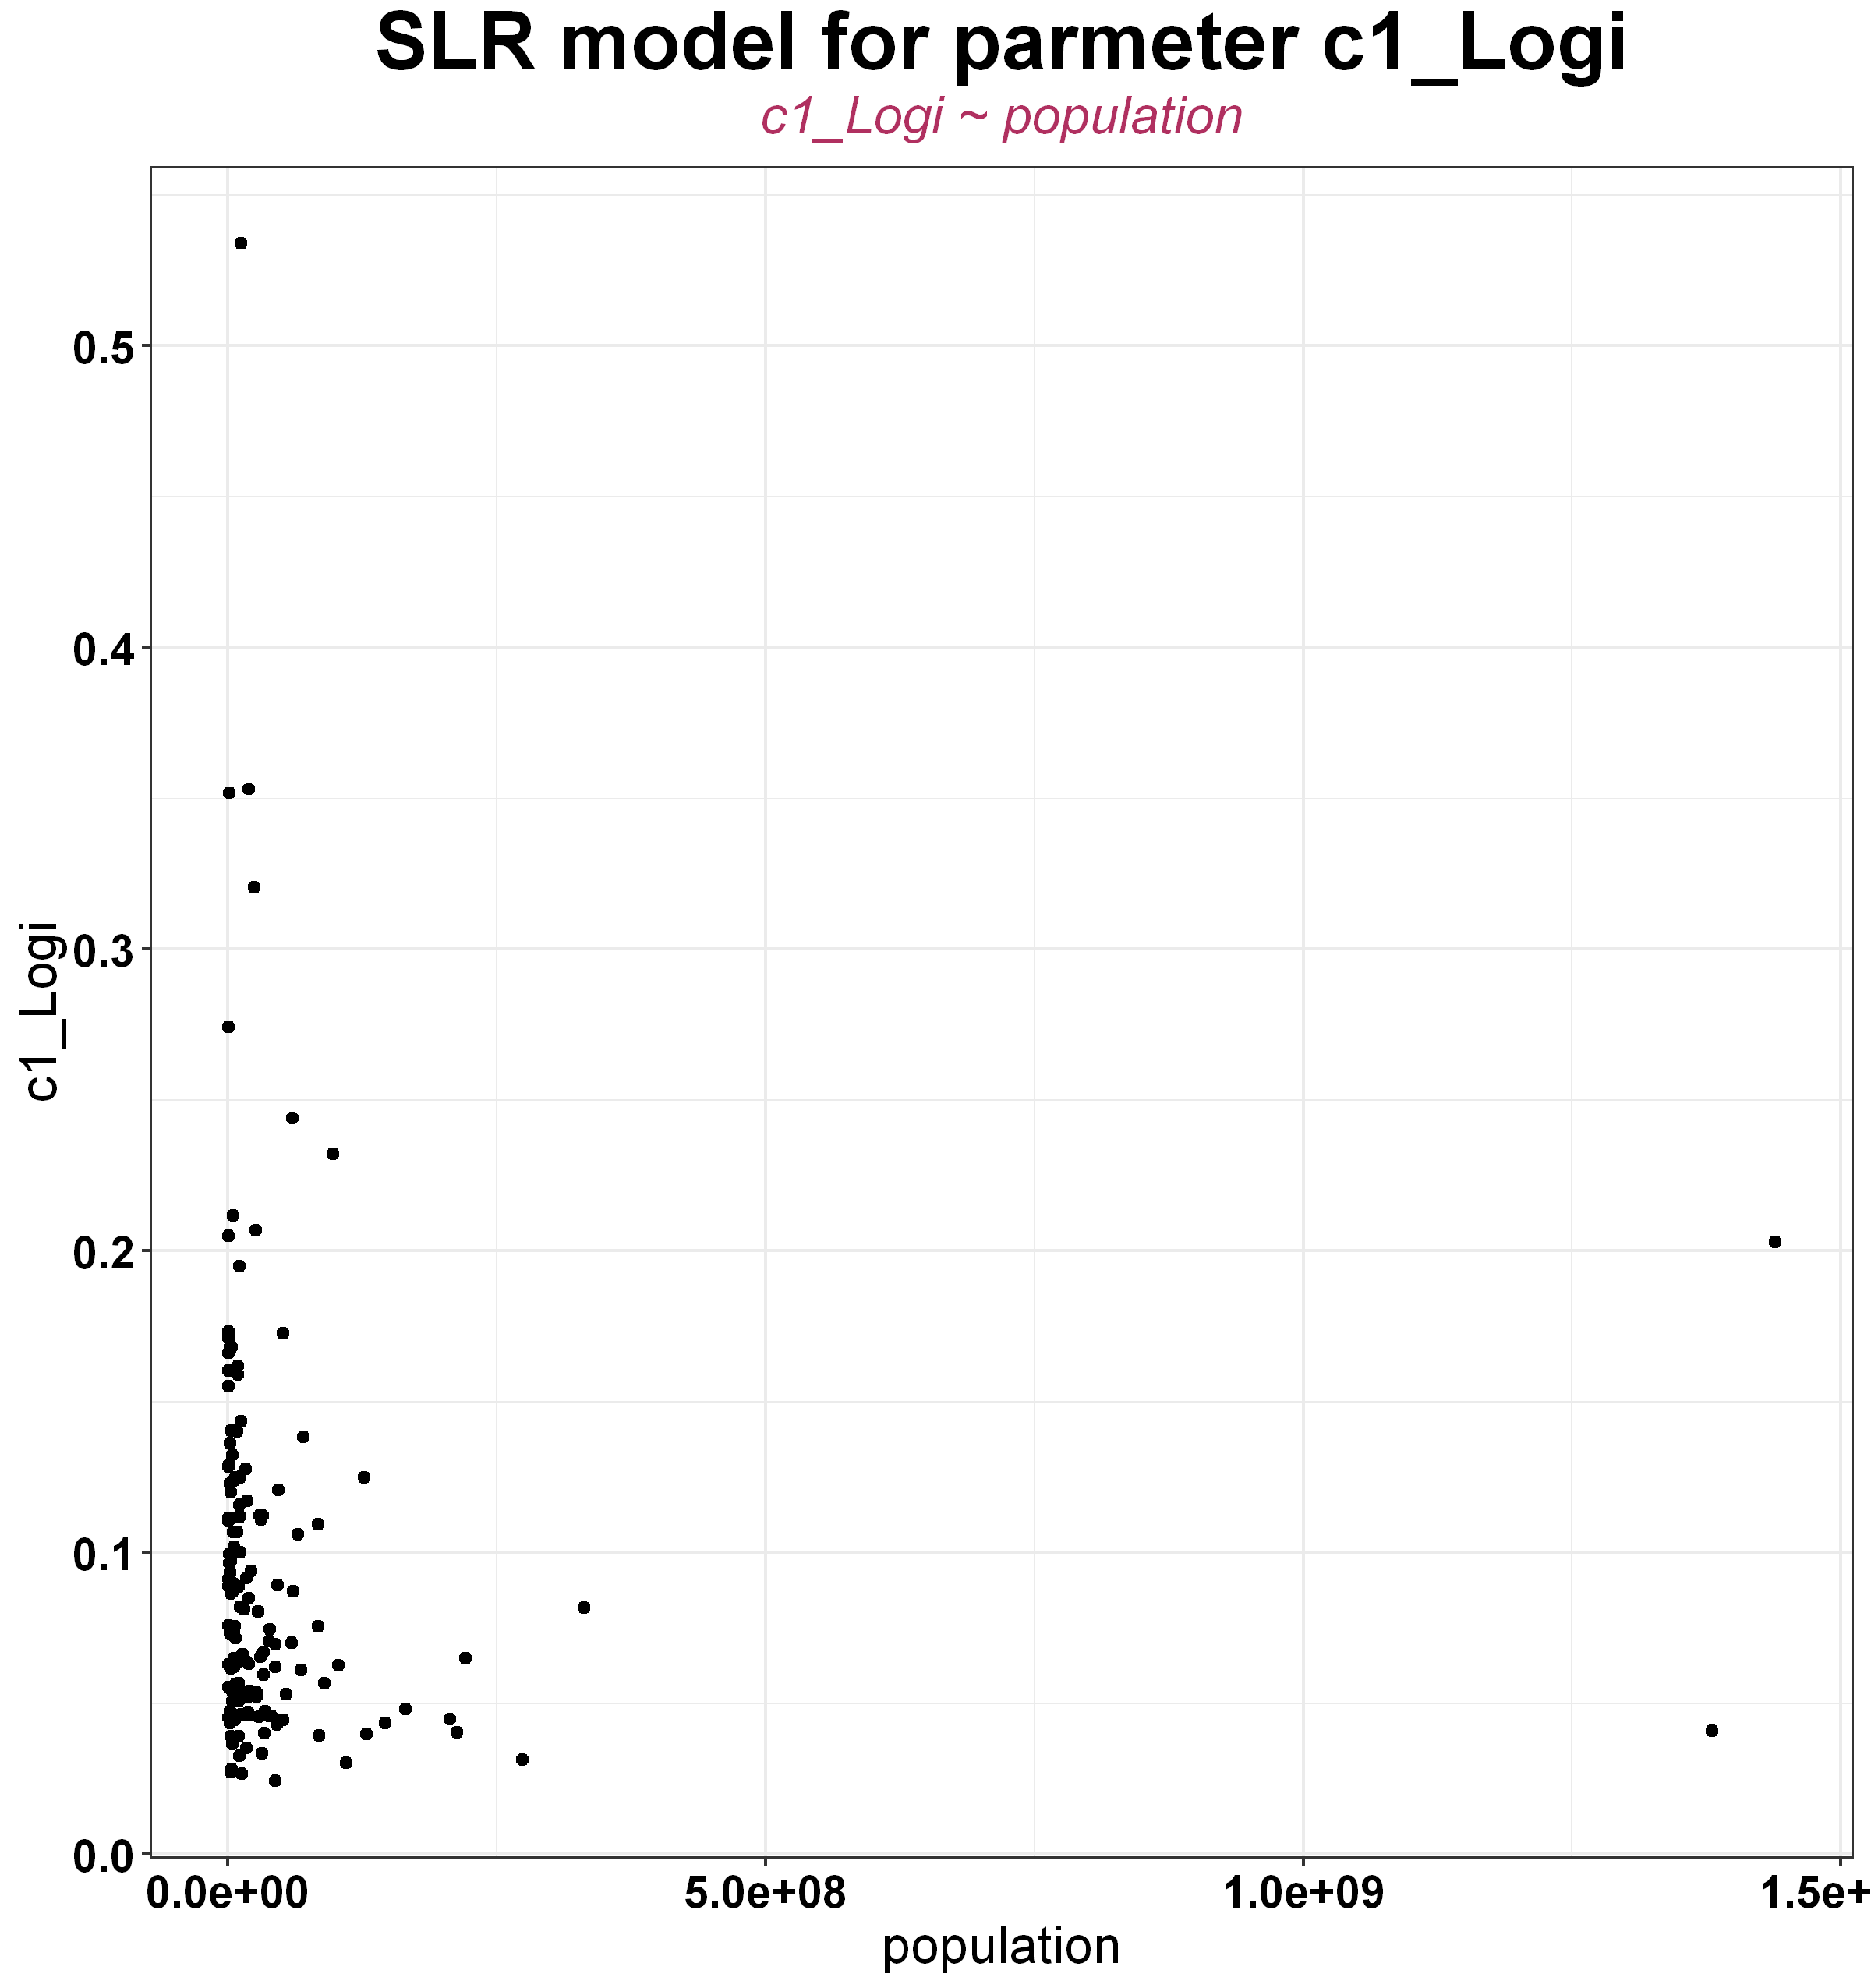 SLR model for parmeter c1_Logi
c1_Logi ~ population
0.5
0.4
0.3
0.2
0.1
0.0
c1_Logi
0.0e+00
5.0e+08
1.0e+09
1.5e+
population